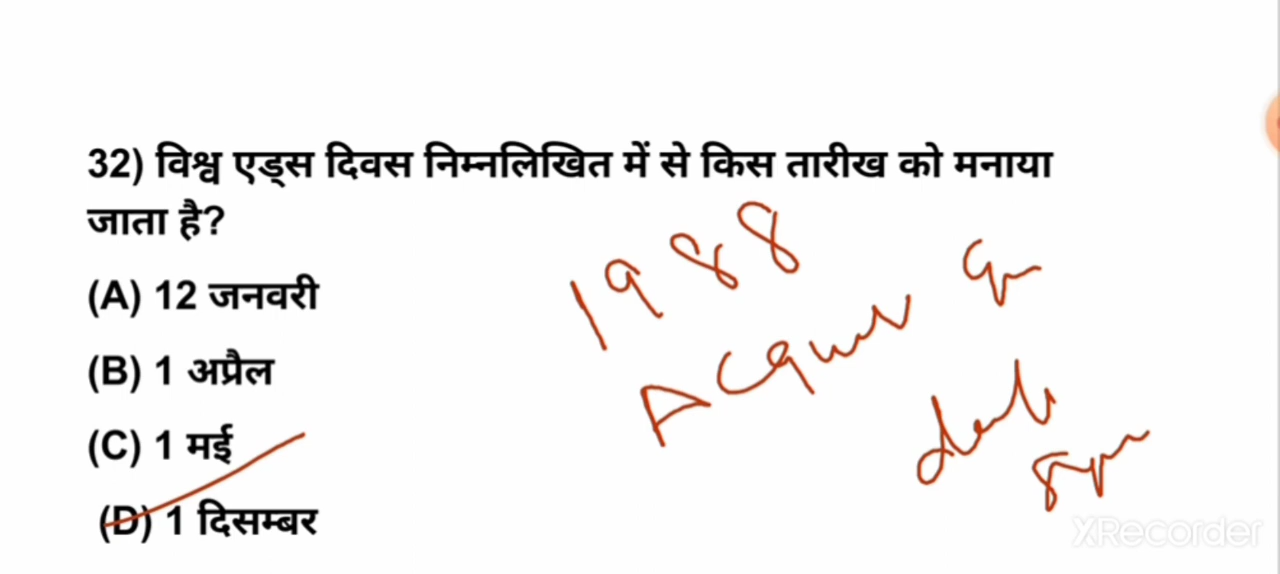 32) विश्व एड्स दिवस निम्नलिखित में से किस तारीख को मनाया
जाता है?
(A) 12 जनवरी
(B) 1 अप्रैल
(C) 1 मई
(D) 1 दिसम्बर
1988
XRecorder